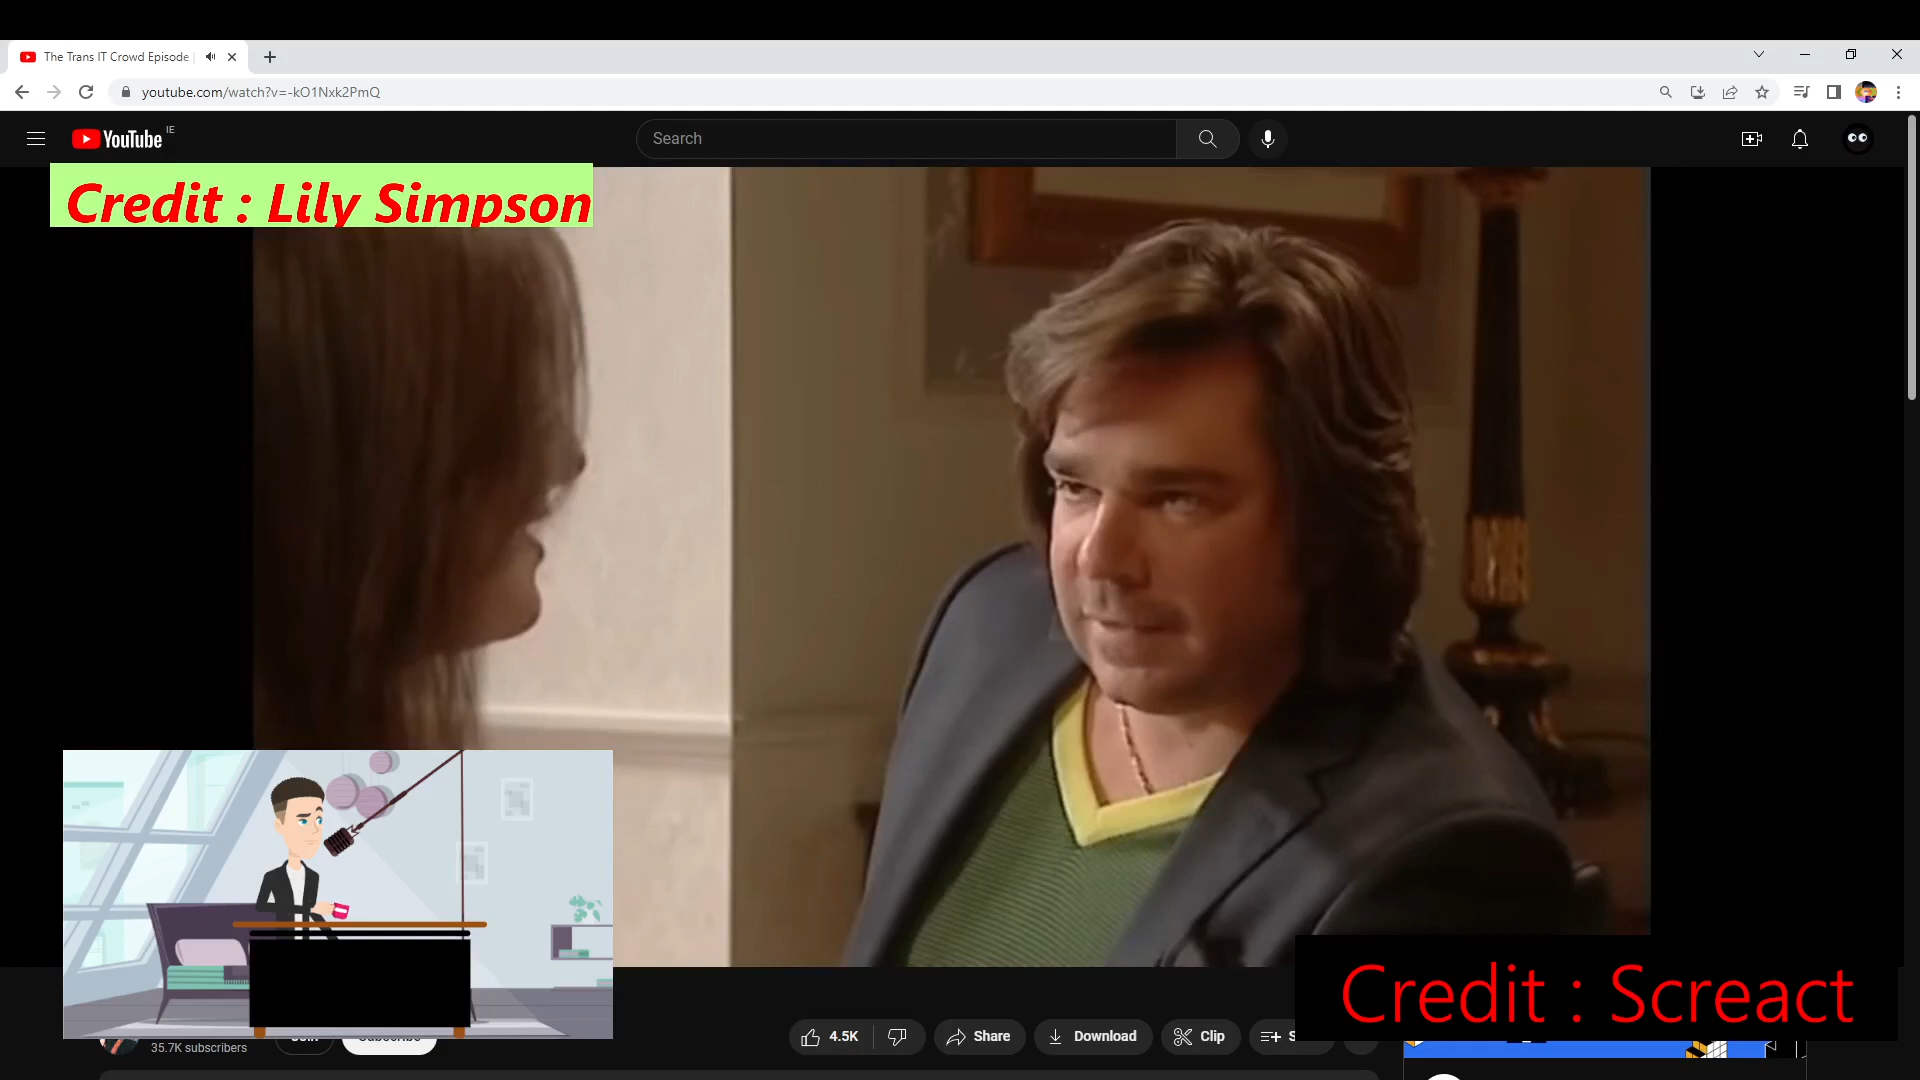 The Trans IT Crowd Episode
youtube.com/watch?v=-kO1Nxk2PmQ
YouTube IE
Search
Credit : Lily Simpson
Credit : Screact
4.5K
Share
Download
Clip
35.7K subscribers
Subscribe